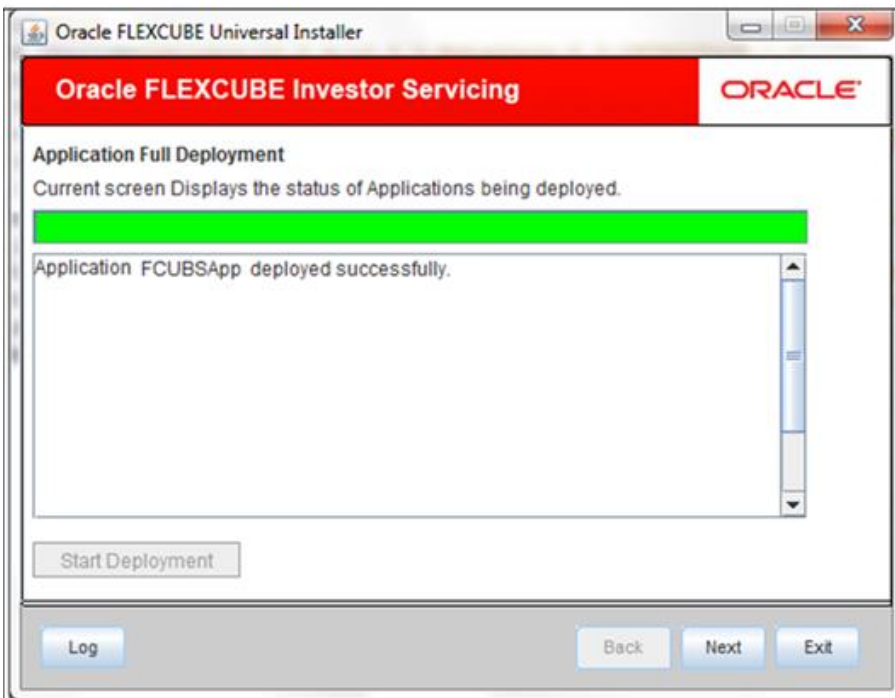 Oracle FLEXCUBE Universal Installer
Oracle FLEXCUBE Investor Servicing
ORACLE®
Application Full Deployment
Current screen Displays the status of Applications being deployed.
Application FCUBSApp deployed successfully.
Start Deployment
Log
Back
Next
Exit